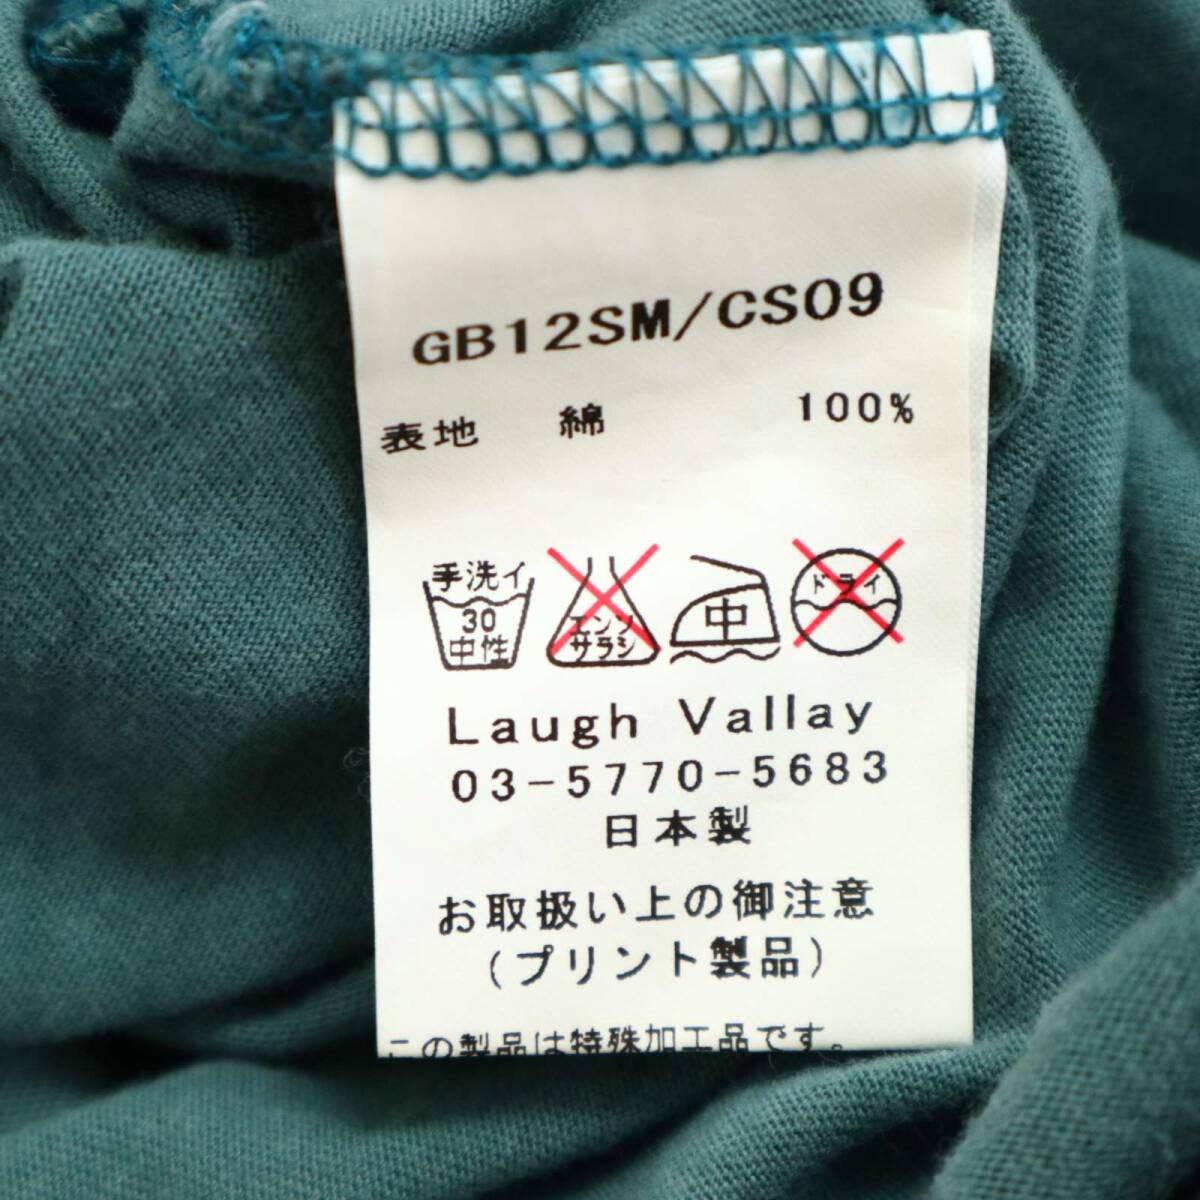 GB12SM/CS09
表地 綿 100%
手洗イ
30
中性
エンソ
サラシ
中
ドライ
Laugh Vallay
03-5770-5683
日本製
お取扱い上の御注意
(プリント製品)
この製品は特殊加工品です。